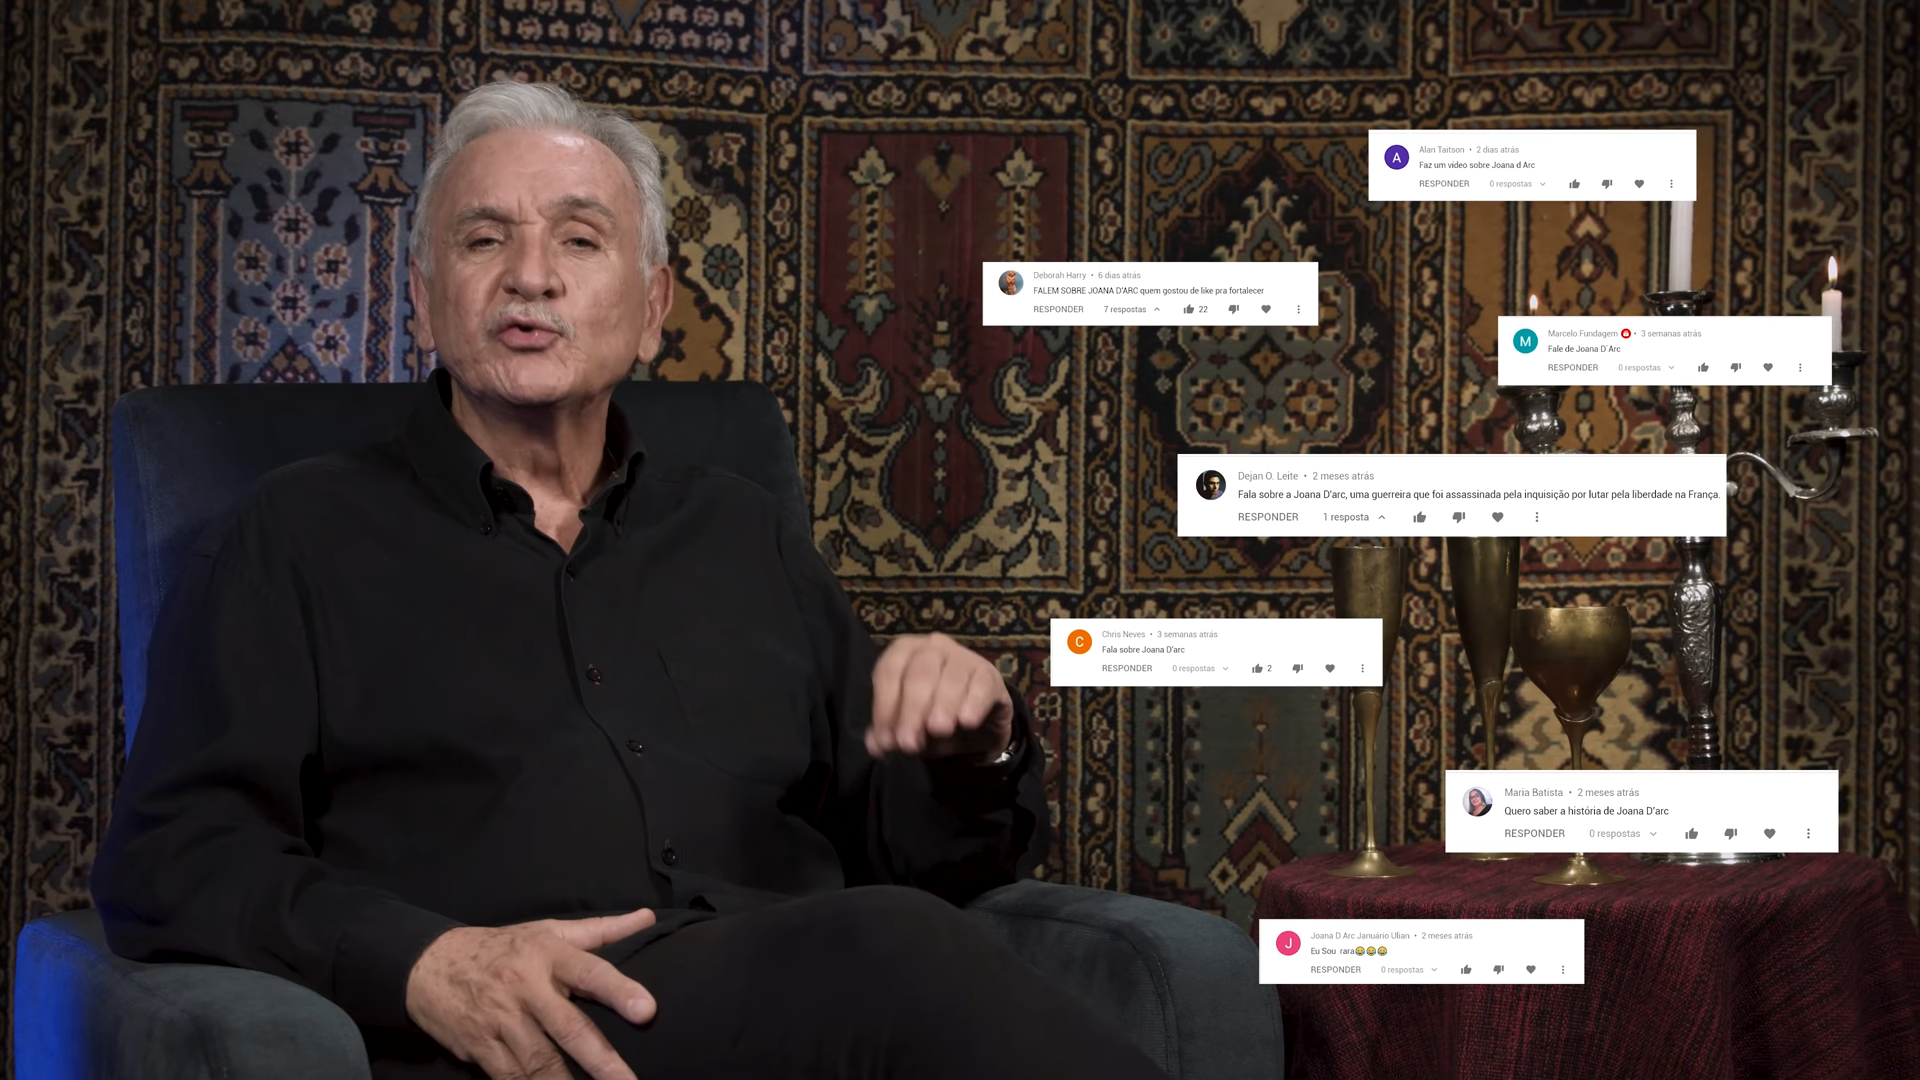 A
Alan Taitson • 2 dias atrás
Faz um vídeo sobre Joana d Arc
RESPONDER 0 respostas
Deborah Harry • 6 dias atrás
FALEM SOBRE JOANA D'ARC quem gostou de like pra fortalecer
RESPONDER 7 respostas 22
M
Marcelo Fundagem • 3 semanas atrás
Fale de Joana D´Arc
RESPONDER 0 respostas
Dejan O. Leite • 2 meses atrás
Fala sobre a Joana D'arc, uma guerreira que foi assassinada pela inquisição por lutar pela liberdade na França.
RESPONDER 1 resposta
C
Chris Neves • 3 semanas atrás
Fala sobre Joana D'arc
RESPONDER 0 respostas 2
Maria Batista • 2 meses atrás
Quero saber a história de Joana D'arc
RESPONDER 0 respostas
J
Joana D Arc Januário Ulian • 2 meses atrás
Eu Sou rara😂😂😂
RESPONDER 0 respostas